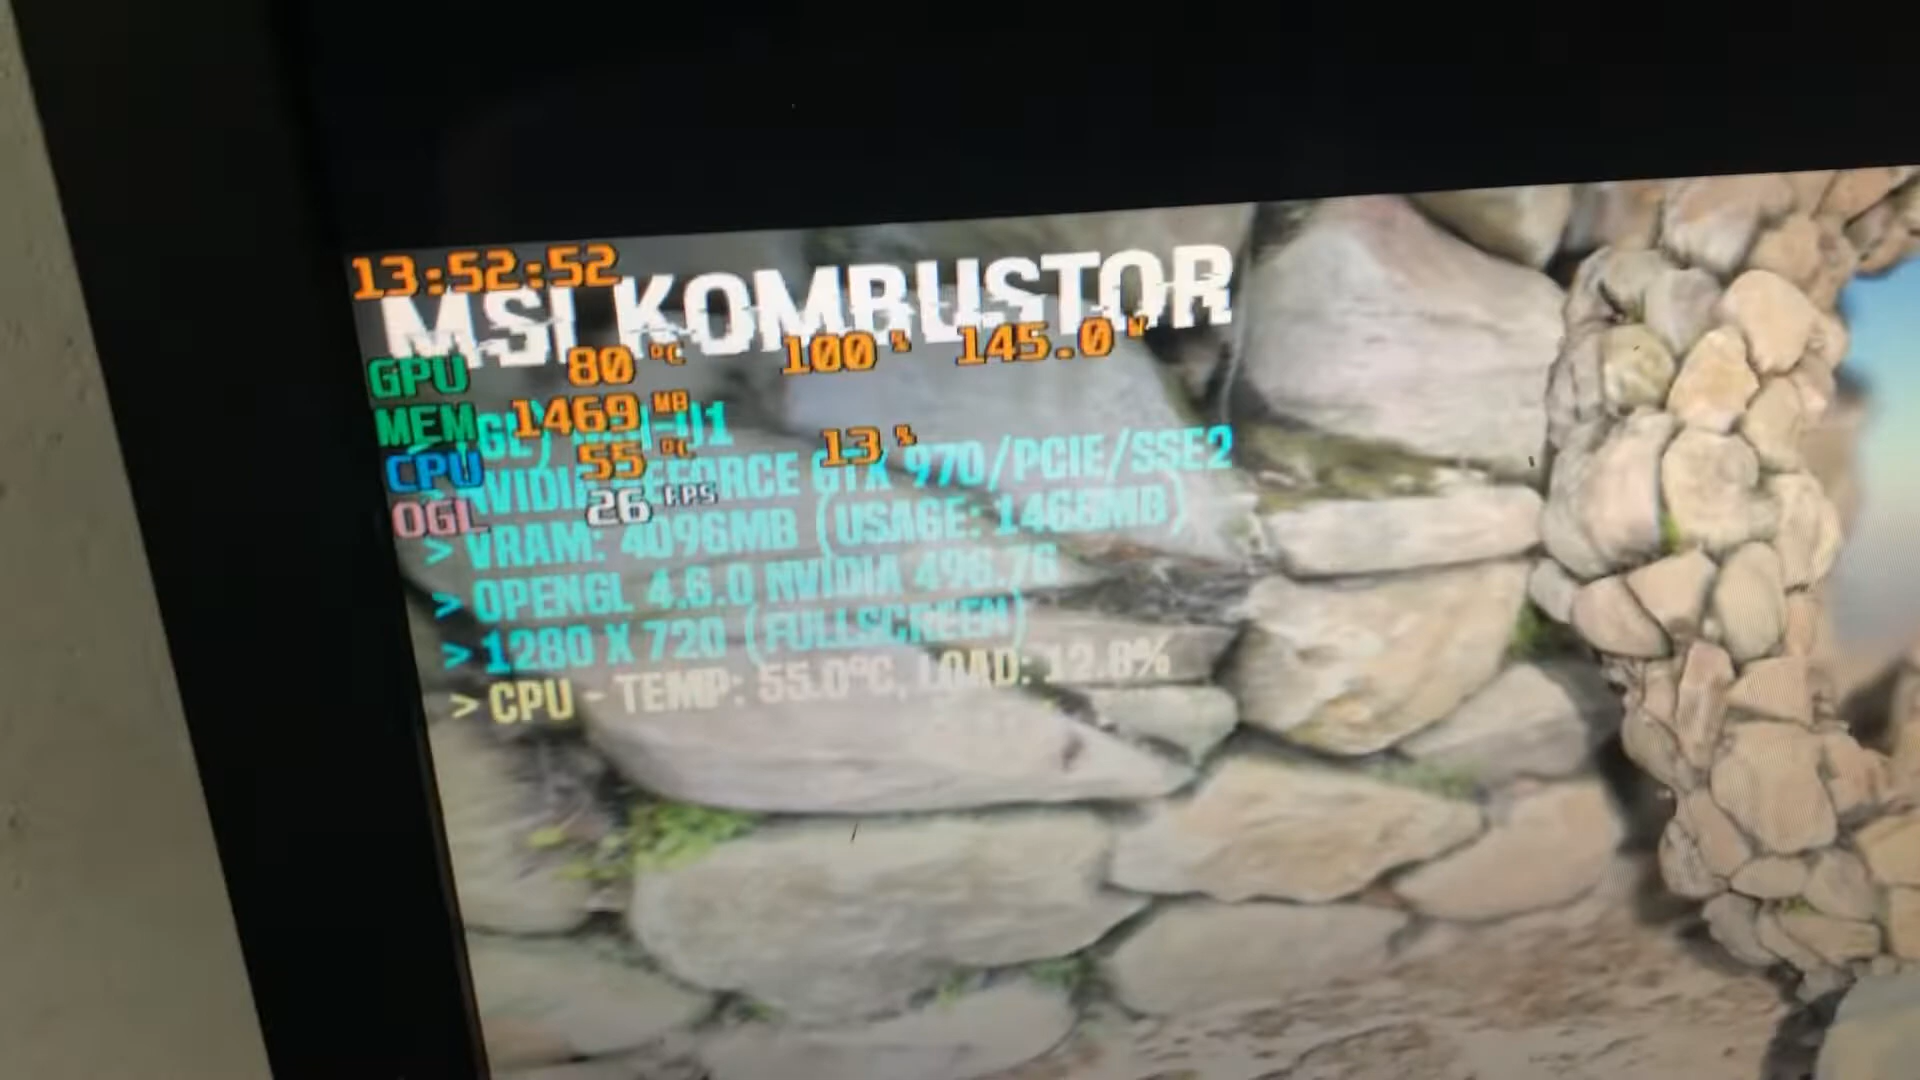 13:52:52
MSI KOMBUSTOR
GPU 80 °C 100 % 145.0 W
MEM 1469 MB
CPU 55 °C 13 %
NVIDIA GEFORCE GTX 970/PCIE/SSE2
OGL 26 FPS
> VRAM: 4096MB (USAGE: 1468MB)
> OPENGL 4.6.0 NVIDIA 496.76
> 1280 X 720 (FULLSCREEN)
> CPU - TEMP: 55.0°C, LOAD: 12.8%